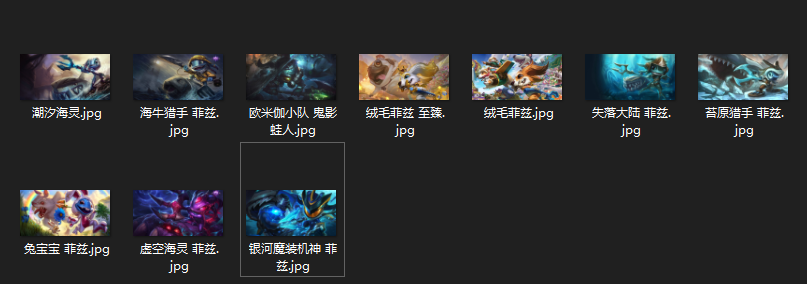 潮汐海灵.jpg
海牛猎手 菲兹.
jpg
欧米伽小队 鬼影
蛙人.jpg
绒毛菲兹 至臻.
jpg
绒毛菲兹.jpg
失落大陆 菲兹.
jpg
苔原猎手 菲兹.
jpg
兔宝宝 菲兹.jpg
虚空海灵 菲兹.
jpg
银河魔装机神 菲
兹.jpg